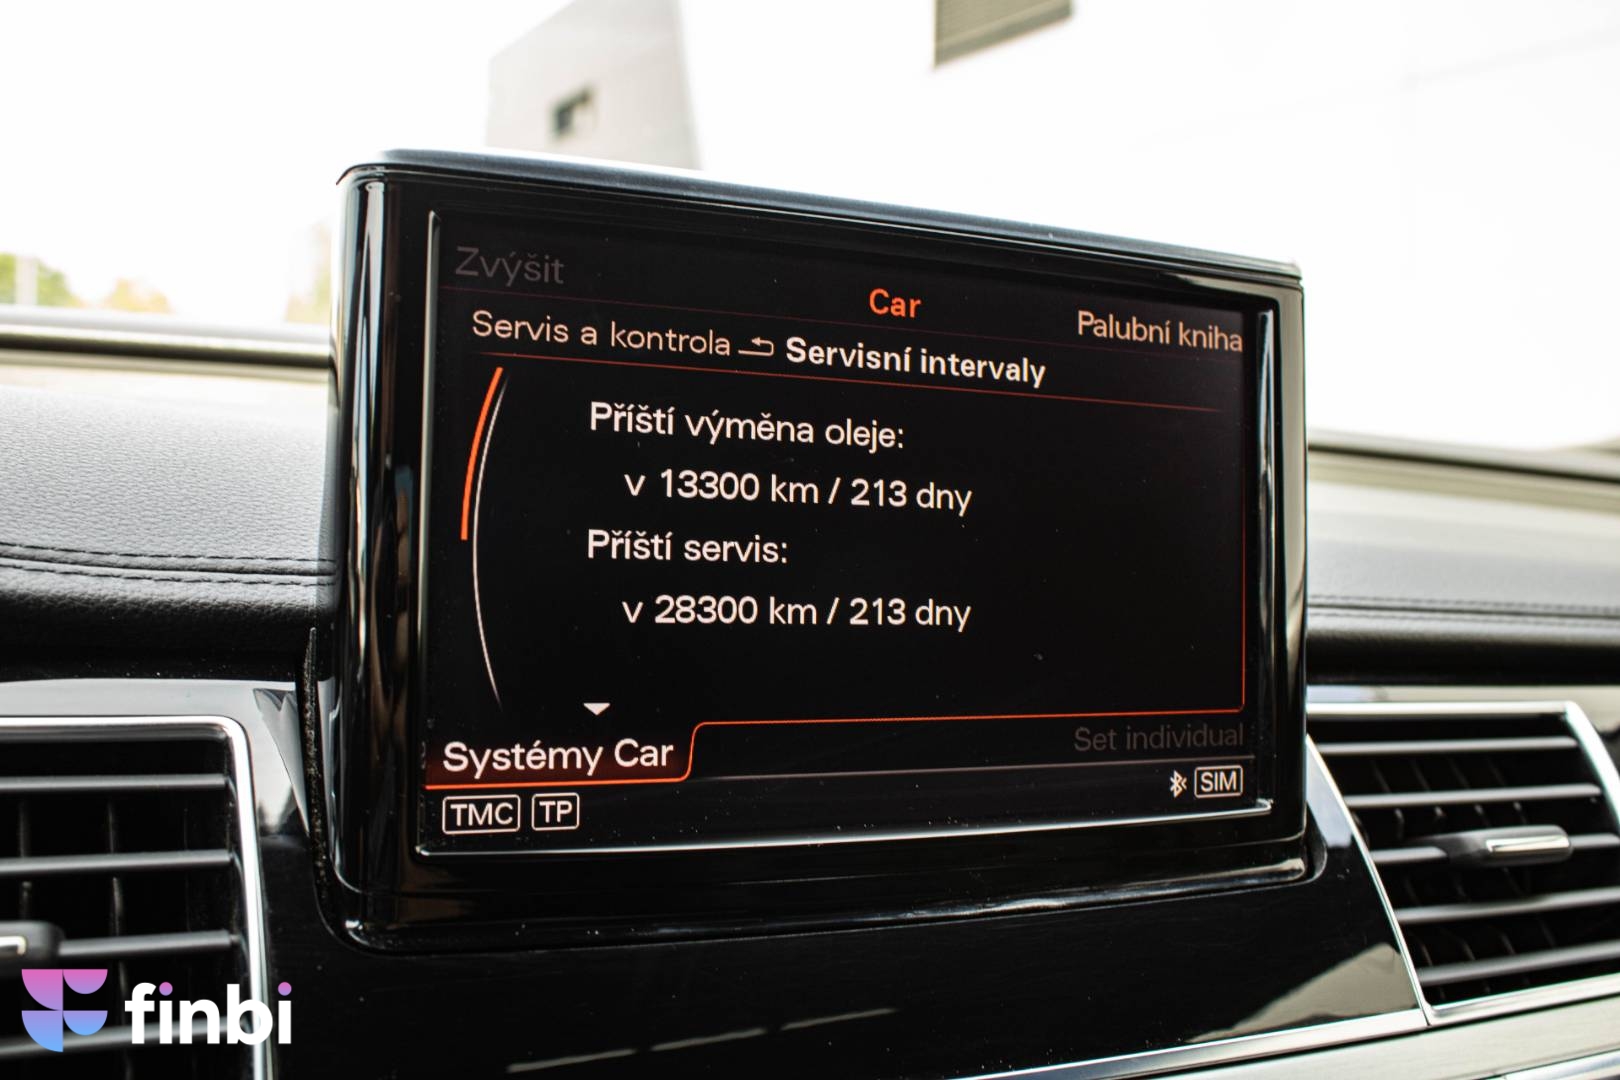 Zvýšit
Car
Palubní kniha
Servis a kontrola Servisní intervaly
Příští výměna oleje:
v 13300 km / 213 dny
Příští servis:
v 28300 km / 213 dny
Systémy Car
Set individual
SIM
TMC TP
finbi